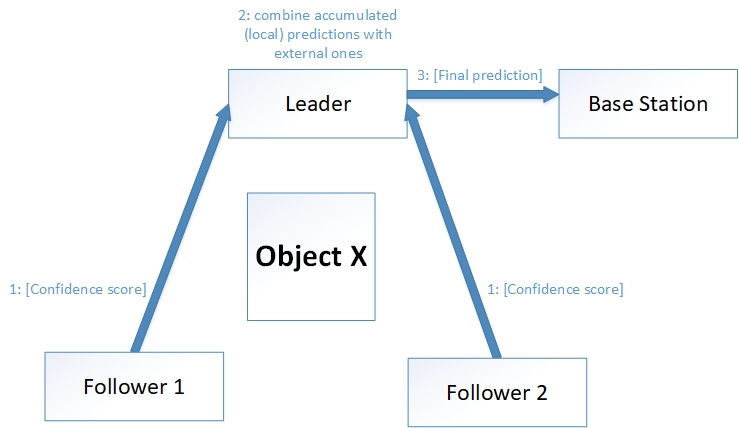 2: combine accumulated
(local) predictions with
external ones
3: [Final prediction]
Leader
Base Station
Object X
1: [Confidence score]
1: [Confidence score]
Follower 1
Follower 2